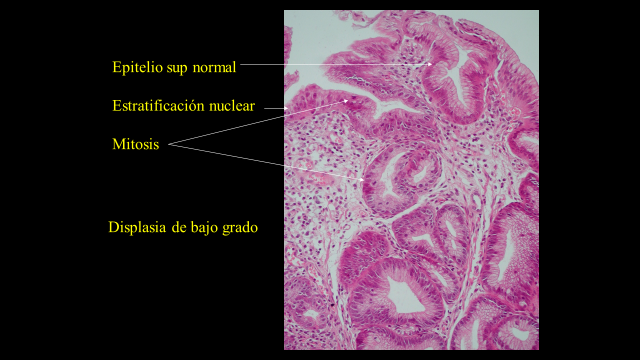 Epitelio sup normal
Estratificación nuclear
Mitosis
Displasia de bajo grado